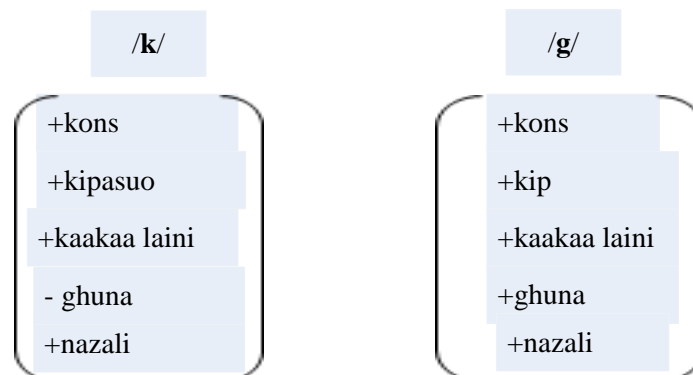 /k/ /g/
+kons +kons
+kipasuo +kip
+kaakaa laini +kaakaa laini
- ghuna +ghuna
+nazali +nazali